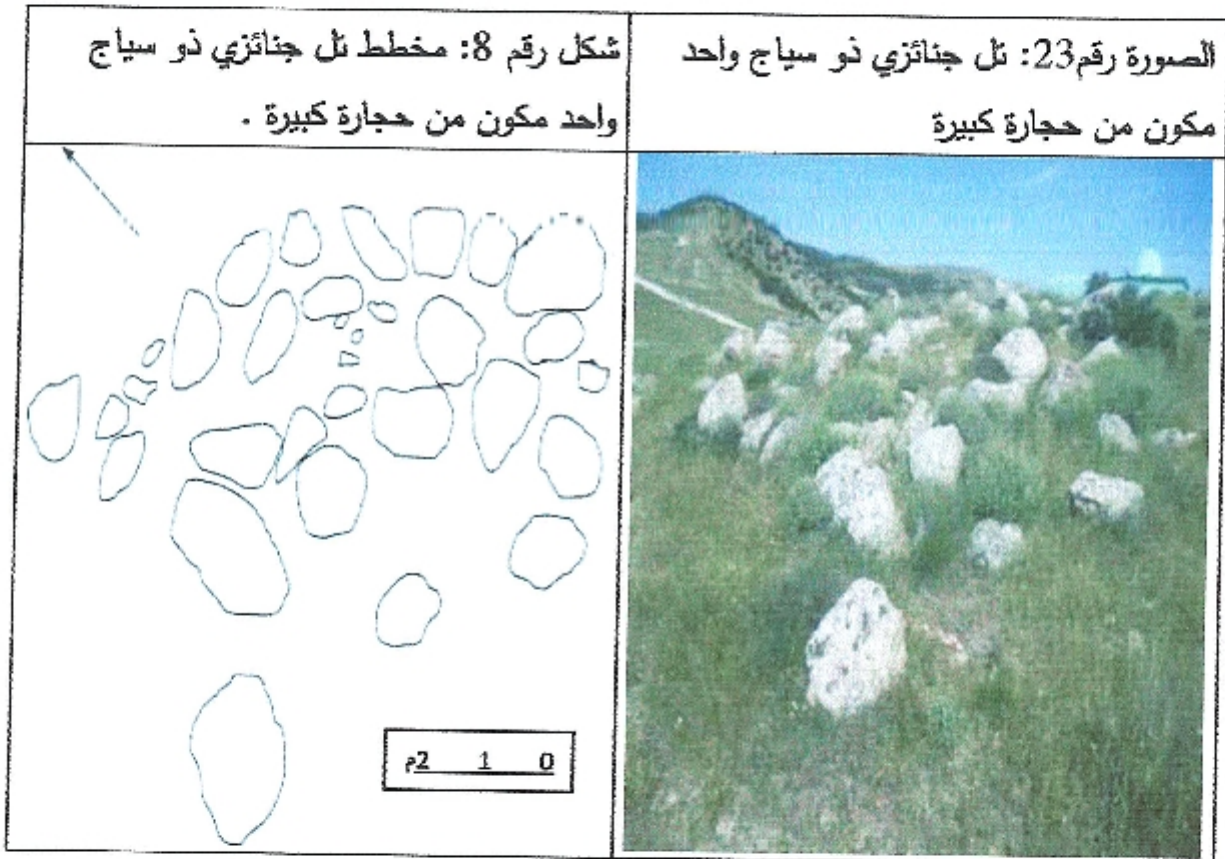 الصورة رقم23: تل جنائزي ذو سياج واحد
مكون من حجارة كبيرة
شكل رقم 8: مخطط تل جنائزي ذو سياج
واحد مكون من حجارة كبيرة .
0 1 2م